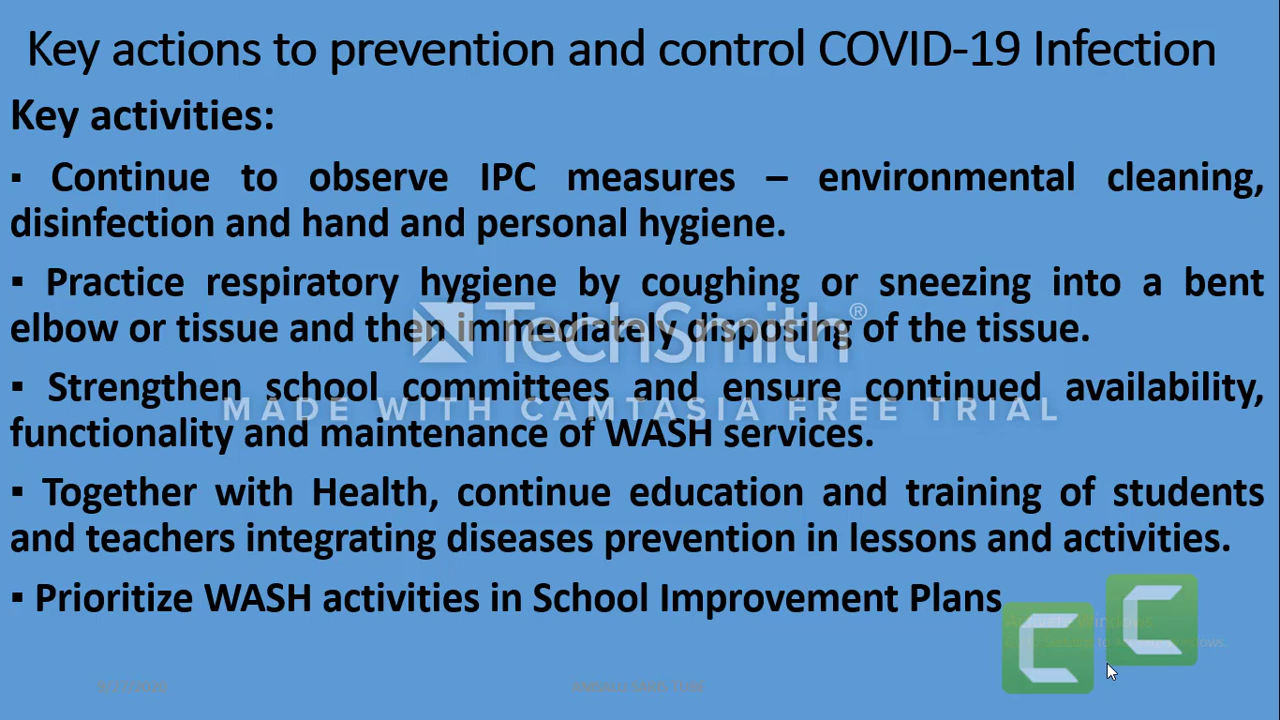 Key actions to prevention and control COVID-19 Infection
Key activities:
▪ Continue to observe IPC measures – environmental cleaning,
disinfection and hand and personal hygiene.
▪ Practice respiratory hygiene by coughing or sneezing into a bent
elbow or tissue and then immediately disposing of the tissue.
TechSmith®
▪ Strengthen school committees and ensure continued availability,
MADE WITH CAMTASIA FREE TRIAL
functionality and maintenance of WASH services.
▪ Together with Health, continue education and training of students
and teachers integrating diseases prevention in lessons and activities.
▪ Prioritize WASH activities in School Improvement Plans